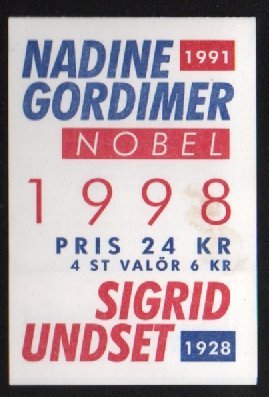 NADINE 1991
GORDIMER
NOBEL
1998
PRIS 24 KR
4 ST VALÖR 6 KR
SIGRID
UNDSET 1928